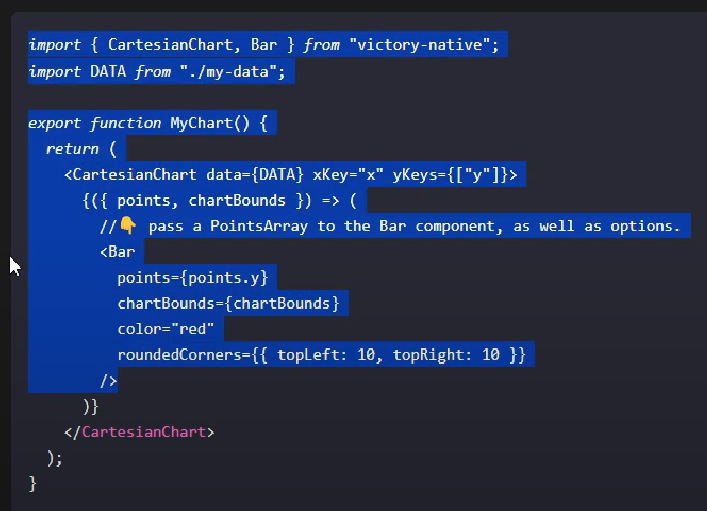 import { CartesianChart, Bar } from "victory-native";
import DATA from "./my-data";
export function MyChart() {
return (
<CartesianChart data={DATA} xKey="x" yKeys={["y"]}>
{({ points, chartBounds }) => (
//👇 pass a PointsArray to the Bar component, as well as options.
<Bar
points={points.y}
chartBounds={chartBounds}
color="red"
roundedCorners={{ topLeft: 10, topRight: 10 }}
/>
)}
</CartesianChart>
);
}